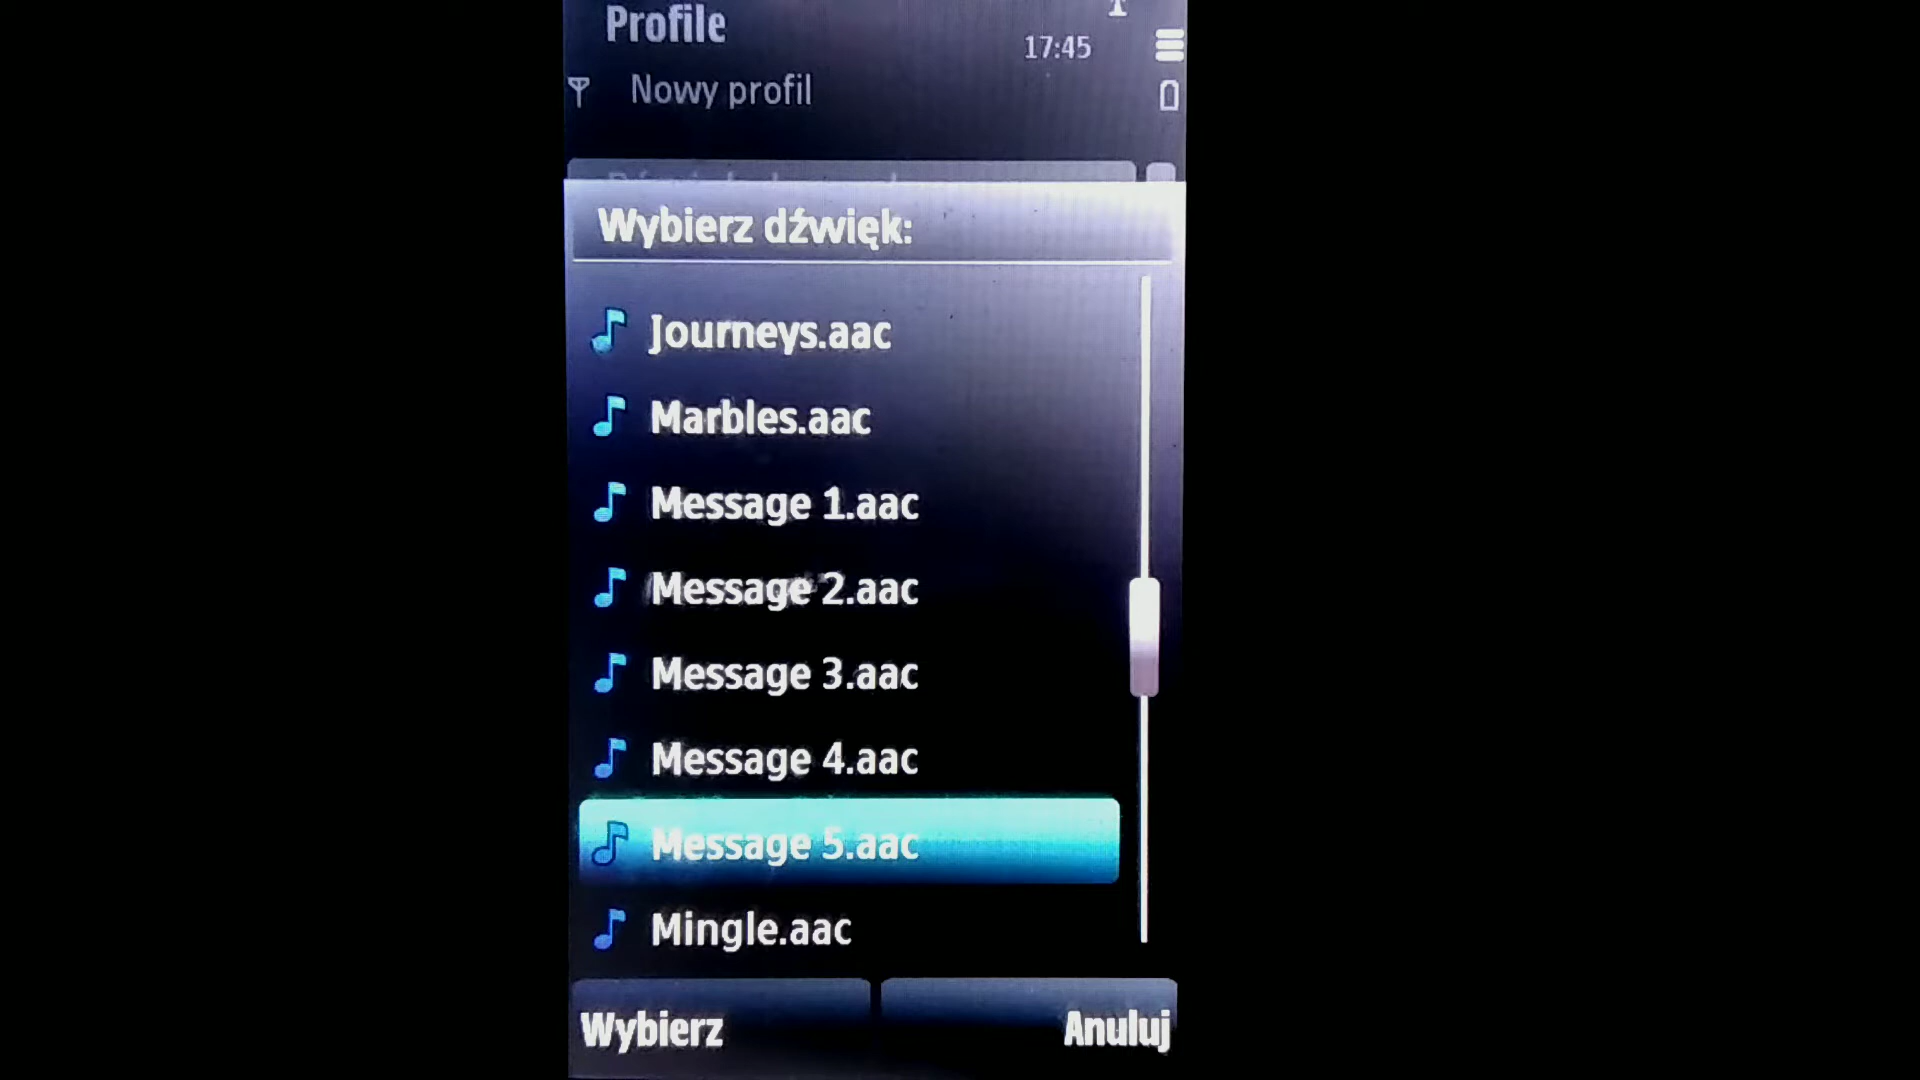 Profile
17:45
Nowy profil
Wybierz dźwięk:
Journeys.aac
Marbles.aac
Message 1.aac
Message 2.aac
Message 3.aac
Message 4.aac
Message 5.aac
Mingle.aac
Wybierz
Anuluj